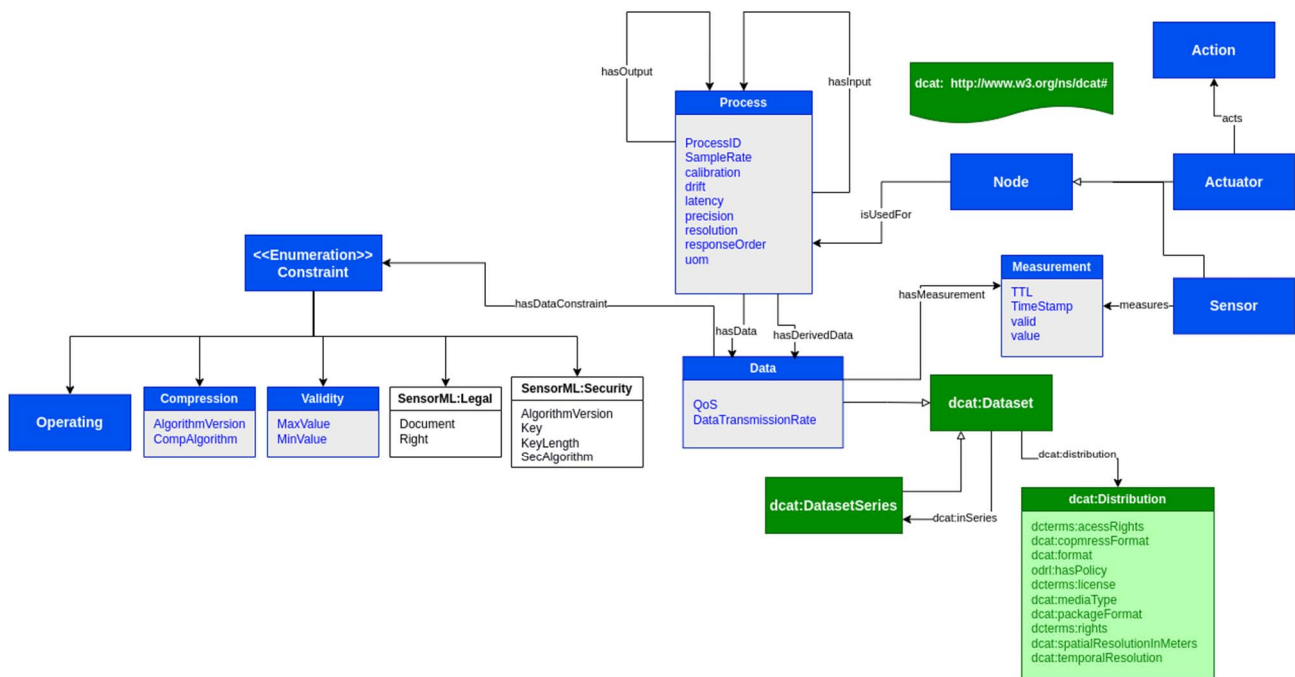 hasOutput
hasInput
Process
ProcessID
SampleRate
calibration
drift
latency
precision
resolution
responseOrder
uom
dcat:  http://www.w3.org/ns/dcat#
Action
acts
Node
Actuator
isUsedFor
<<Enumeration>>
Constraint
hasDataConstraint
hasData
hasDerivedData
hasMeasurement
Measurement
TTL
TimeStamp
valid
value
measures
Sensor
Operating
Compression
AlgorithmVersion
CompAlgorithm
Validity
MaxValue
MinValue
SensorML:Legal
Document
Right
SensorML:Security
AlgorithmVersion
Key
KeyLength
SecAlgorithm
Data
QoS
DataTransmissionRate
dcat:Dataset
dcat:distribution
dcat:DatasetSeries
dcat:inSeries
dcat:Distribution
dcterms:acessRights
dcat:copmressFormat
dcat:format
odrl:hasPolicy
dcterms:license
dcat:mediaType
dcat:packageFormat
dcterms:rights
dcat:spatialResolutionInMeters
dcat:temporalResolution